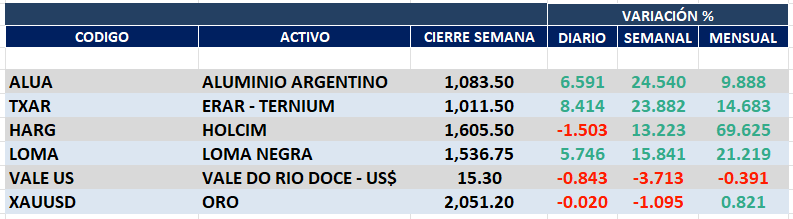 VARIACIÓN %
CODIGO ACTIVO CIERRE SEMANA DIARIO SEMANAL MENSUAL
ALUA ALUMINIO ARGENTINO 1,083.50 6.591 24.540 9.888
TXAR ERAR - TERNIUM 1,011.50 8.414 23.882 14.683
HARG HOLCIM 1,605.50 -1.503 13.223 69.625
LOMA LOMA NEGRA 1,536.75 5.746 15.841 21.219
VALE US VALE DO RIO DOCE - US$ 15.30 -0.843 -3.713 -0.391
XAUUSD ORO 2,051.20 -0.020 -1.095 0.821